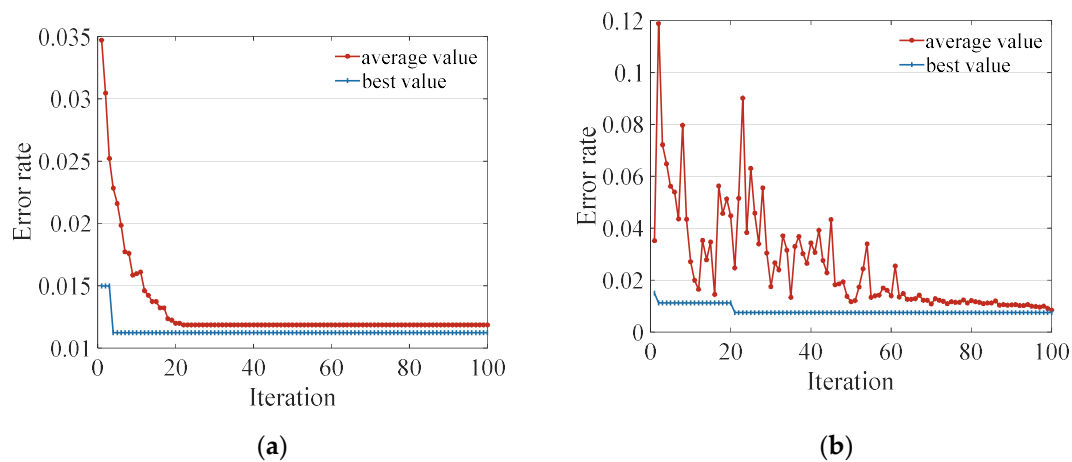 0.035
0.03
0.025
0.02
0.015
0.01
Error rate
average value
best value
0 20 40 60 80 100
Iteration
(a)
0.12
0.1
0.08
0.06
0.04
0.02
0
Error rate
average value
best value
0 20 40 60 80 100
Iteration
(b)